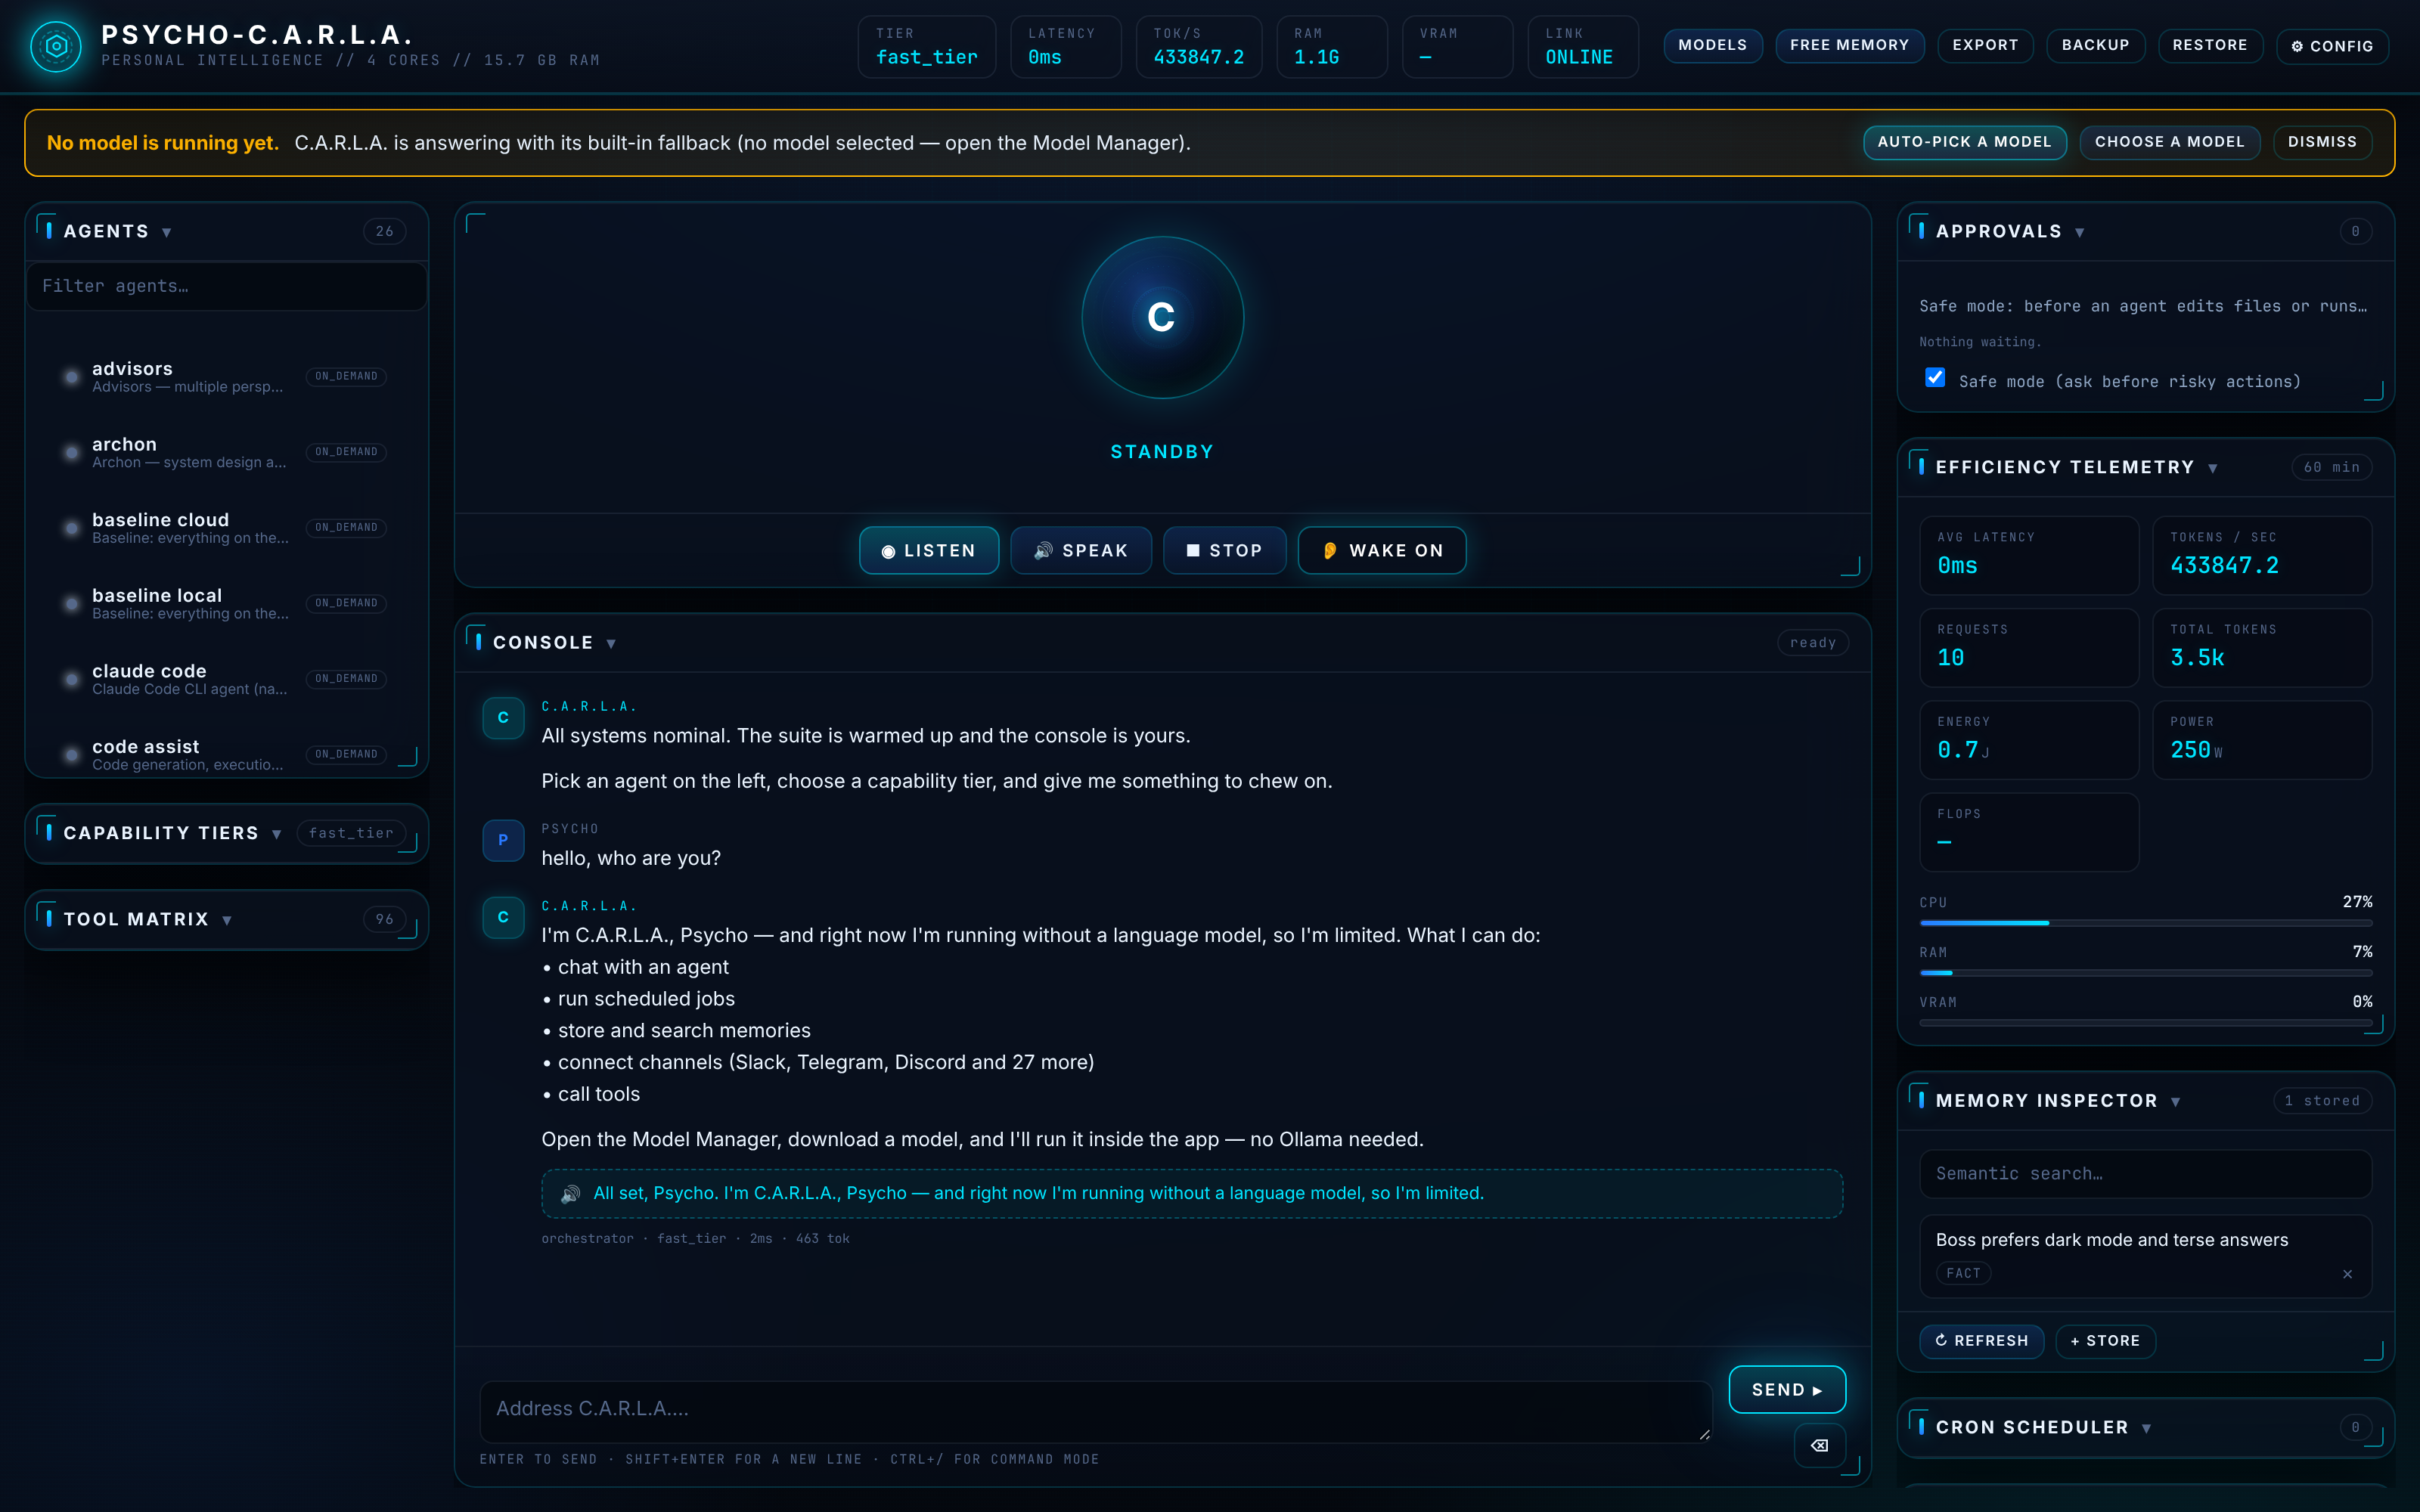 PSYCHO-C.A.R.L.A.
PERSONAL INTELLIGENCE // 4 CORES // 15.7 GB RAM
TIER
fast_tier
LATENCY
0ms
TOK/S
433847.2
RAM
1.1G
VRAM
—
LINK
ONLINE
MODELS
FREE MEMORY
EXPORT
BACKUP
RESTORE
⚙ CONFIG
No model is running yet. C.A.R.L.A. is answering with its built-in fallback (no model selected — open the Model Manager).
AUTO-PICK A MODEL
CHOOSE A MODEL
DISMISS
AGENTS ▼
26
Filter agents…
advisors
Advisors — multiple persp…
ON_DEMAND
archon
Archon — system design a…
ON_DEMAND
baseline cloud
Baseline: everything on the…
ON_DEMAND
baseline local
Baseline: everything on the…
ON_DEMAND
claude code
Claude Code CLI agent (na…
ON_DEMAND
code assist
Code generation, executio…
ON_DEMAND
CAPABILITY TIERS ▼
fast_tier
TOOL MATRIX ▼
96
C
STANDBY
◉ LISTEN
🔊 SPEAK
■ STOP
👂 WAKE ON
CONSOLE ▼
ready
C
C.A.R.L.A.
All systems nominal. The suite is warmed up and the console is yours.
Pick an agent on the left, choose a capability tier, and give me something to chew on.
P
PSYCHO
hello, who are you?
C
C.A.R.L.A.
I'm C.A.R.L.A., Psycho — and right now I'm running without a language model, so I'm limited. What I can do:
• chat with an agent
• run scheduled jobs
• store and search memories
• connect channels (Slack, Telegram, Discord and 27 more)
• call tools
Open the Model Manager, download a model, and I'll run it inside the app — no Ollama needed.
🔊 All set, Psycho. I'm C.A.R.L.A., Psycho — and right now I'm running without a language model, so I'm limited.
orchestrator · fast_tier · 2ms · 463 tok
Address C.A.R.L.A....
SEND ▸
⌫
ENTER TO SEND · SHIFT+ENTER FOR A NEW LINE · CTRL+/ FOR COMMAND MODE
APPROVALS ▼
0
Safe mode: before an agent edits files or runs…
Nothing waiting.
Safe mode (ask before risky actions)
EFFICIENCY TELEMETRY ▼
60 min
AVG LATENCY
0ms
TOKENS / SEC
433847.2
REQUESTS
10
TOTAL TOKENS
3.5k
ENERGY
0.7 J
POWER
250 W
FLOPS
—
CPU
27%
RAM
7%
VRAM
0%
MEMORY INSPECTOR ▼
1 stored
Semantic search…
Boss prefers dark mode and terse answers
FACT
×
↻ REFRESH
+ STORE
CRON SCHEDULER ▼
0